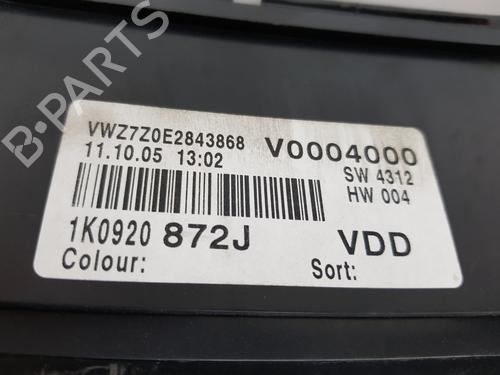 VWZ7Z0E2843868 V0004000
11.10.05 13:02 SW 4312
HW 004
1K0920 872J VDD
Colour: Sort:
B-PARTS